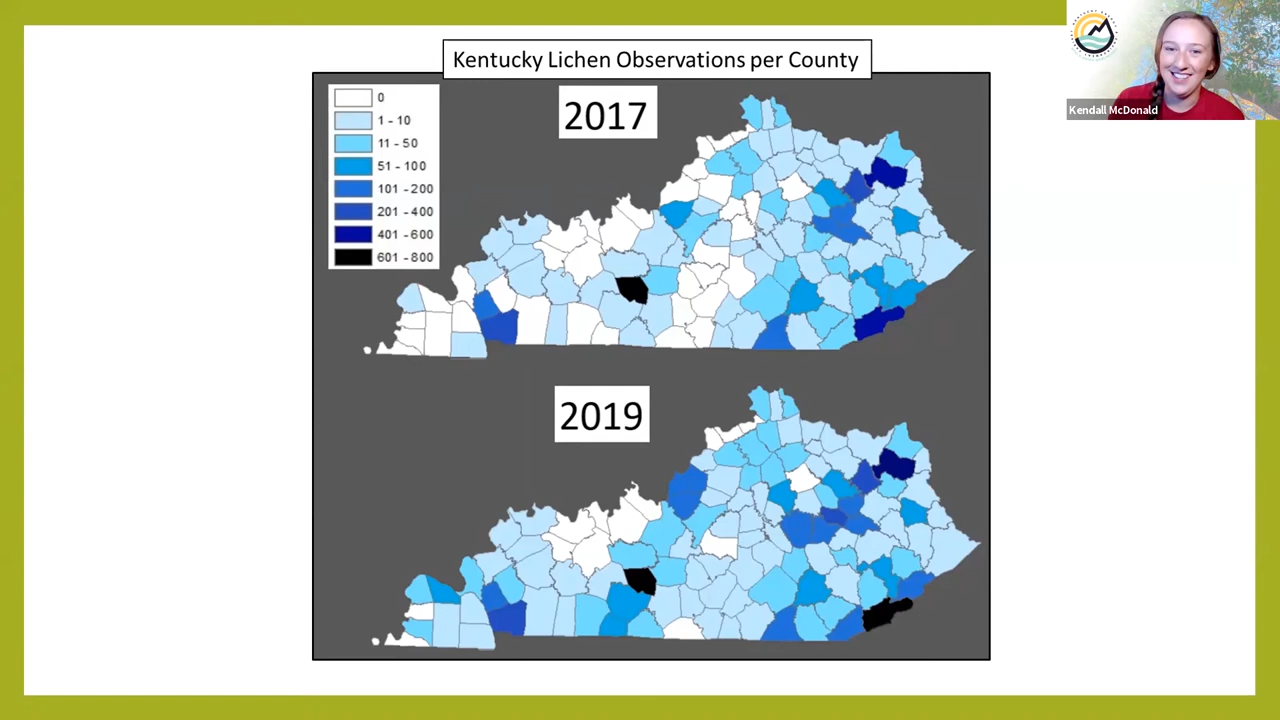 Kentucky Lichen Observations per County
0
1 - 10
11 - 50
51 - 100
101 - 200
201 - 400
401 - 600
601 - 800
2017
2019
Kendall McDonald